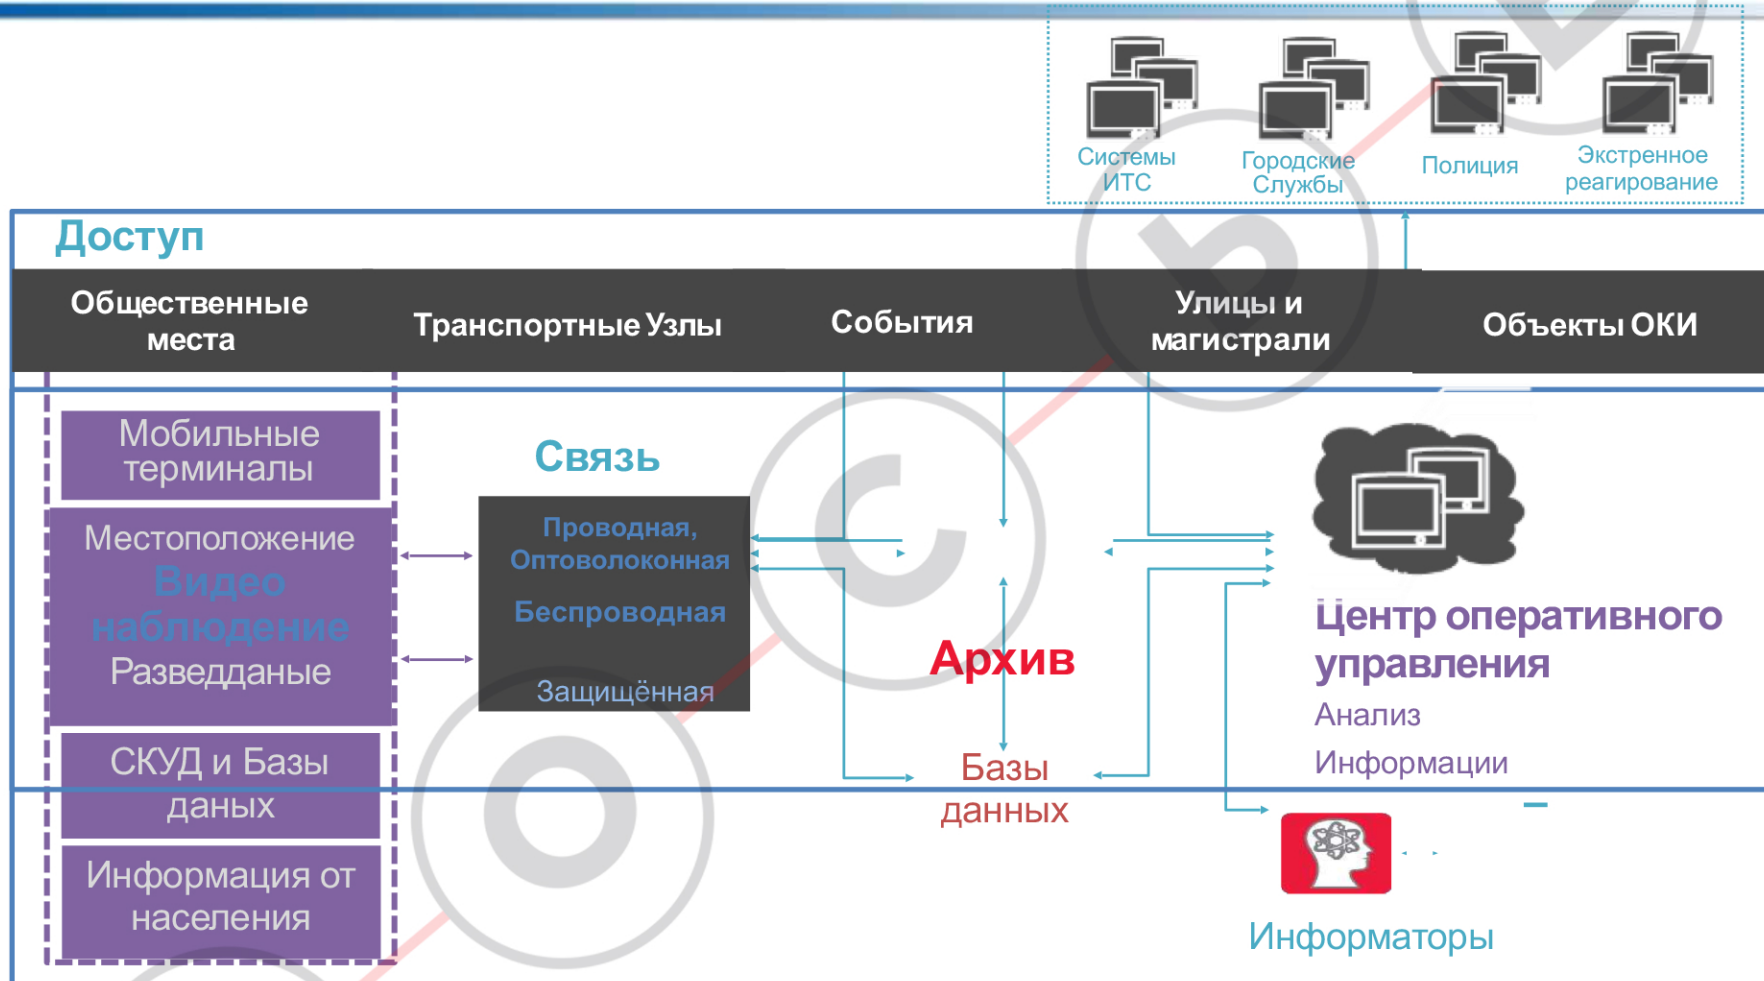 Системы
ИТС
Городские
Службы
Полиция
Экстренное
реагирование
Доступ
Общественные
места
Транспортные Узлы
События
Улицы и
магистрали
Объекты ОКИ
Мобильные
терминалы
Местоположение
Видео
наблюдение
Разведданые
СКУД и Базы
даных
Информация от
населения
Связь
Проводная,
Оптоволоконная
Беспроводная
Защищённая
Архив
Базы
данных
Центр оперативного
управления
Анализ
Информации
Информаторы